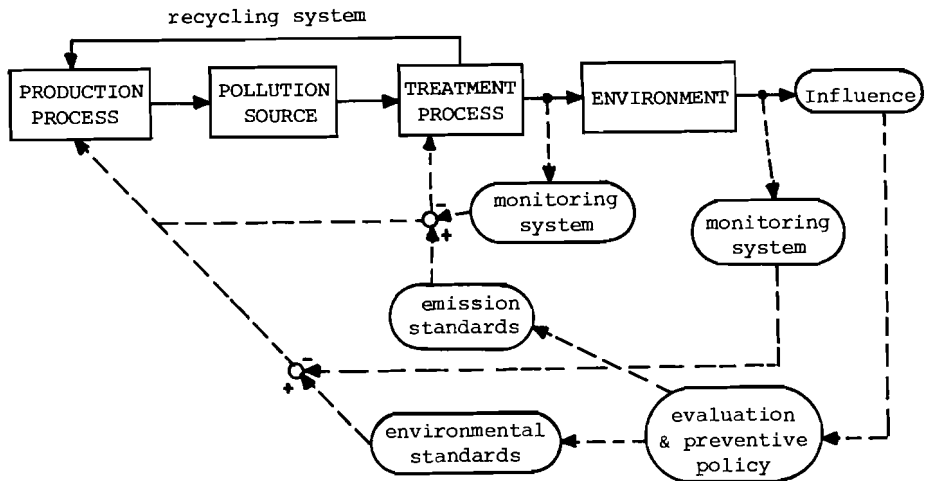 recycling system
PRODUCTION
PROCESS
POLLUTION
SOURCE
TREATMENT
PROCESS
ENVIRONMENT
Influence
monitoring
system
-
+
monitoring
system
emission
standards
-
+
environmental
standards
evaluation
& preventive
policy